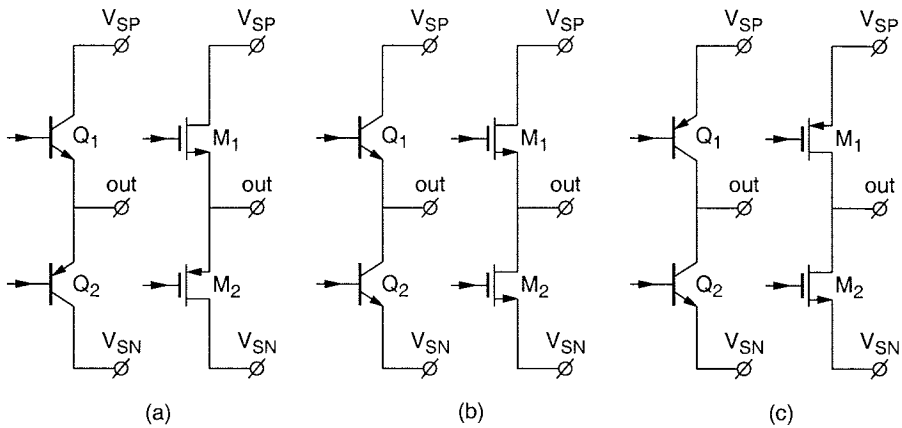 V_SP V_SP V_SP V_SP V_SP V_SP
Q_1 M_1 Q_1 M_1 Q_1 M_1
out out out out out out
Q_2 M_2 Q_2 M_2 Q_2 M_2
V_SN V_SN V_SN V_SN V_SN V_SN
(a) (b) (c)